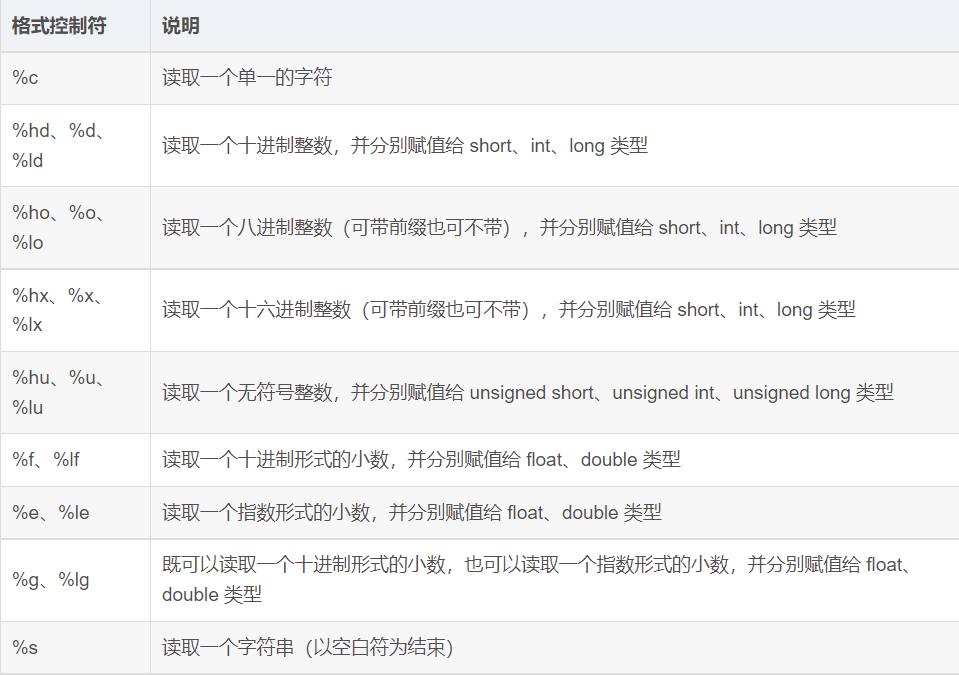 格式控制符 说明
%c 读取一个单一的字符
%hd、%d、
%ld
读取一个十进制整数，并分别赋值给 short、int、long 类型
%ho、%o、
%lo
读取一个八进制整数（可带前缀也可不带），并分别赋值给 short、int、long 类型
%hx、%x、
%lx
读取一个十六进制整数（可带前缀也可不带），并分别赋值给 short、int、long 类型
%hu、%u、
%lu
读取一个无符号整数，并分别赋值给 unsigned short、unsigned int、unsigned long 类型
%f、%lf 读取一个十进制形式的小数，并分别赋值给 float、double 类型
%e、%le 读取一个指数形式的小数，并分别赋值给 float、double 类型
%g、%lg
既可以读取一个十进制形式的小数，也可以读取一个指数形式的小数，并分别赋值给 float、
double 类型
%s 读取一个字符串（以空白符为结束）